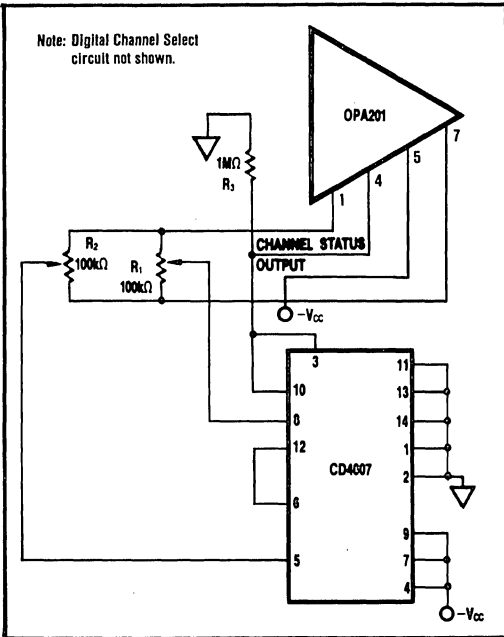 Note: Digital Channel Select
circuit not shown.
OPA201
7
5
4
1
1MΩ
R₃
R₂
100kΩ
R₁
100kΩ
CHANNEL STATUS
OUTPUT
−Vcc
3
10
8
12
6
5
CD4007
11
13
14
1
2
9
7
4
−Vcc